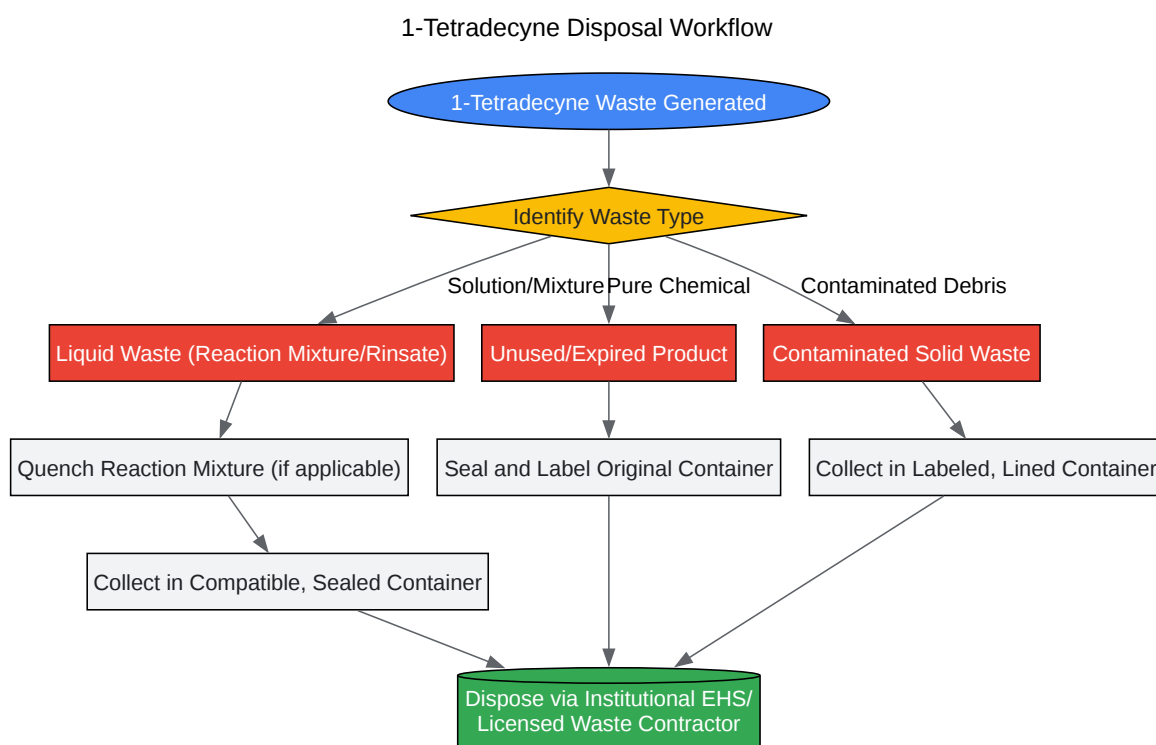 1-Tetradecyne Disposal Workflow
1-Tetradecyne Waste Generated
Identify Waste Type
Solution/Mixture
Pure Chemical
Contaminated Debris
Liquid Waste (Reaction Mixture/Rinsate)
Unused/Expired Product
Contaminated Solid Waste
Quench Reaction Mixture (if applicable)
Seal and Label Original Container
Collect in Labeled, Lined Container
Collect in Compatible, Sealed Container
Dispose via Institutional EHS/
Licensed Waste Contractor